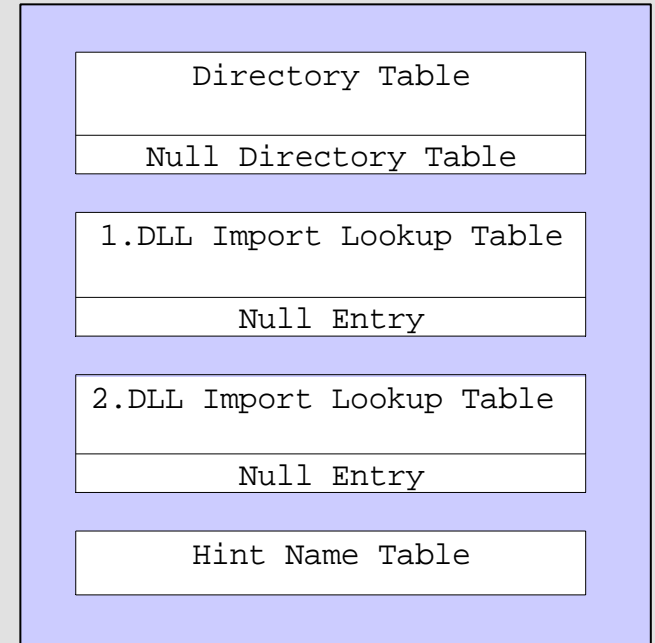 Directory Table
Null Directory Table
1.DLL Import Lookup Table
Null Entry
2.DLL Import Lookup Table
Null Entry
Hint Name Table